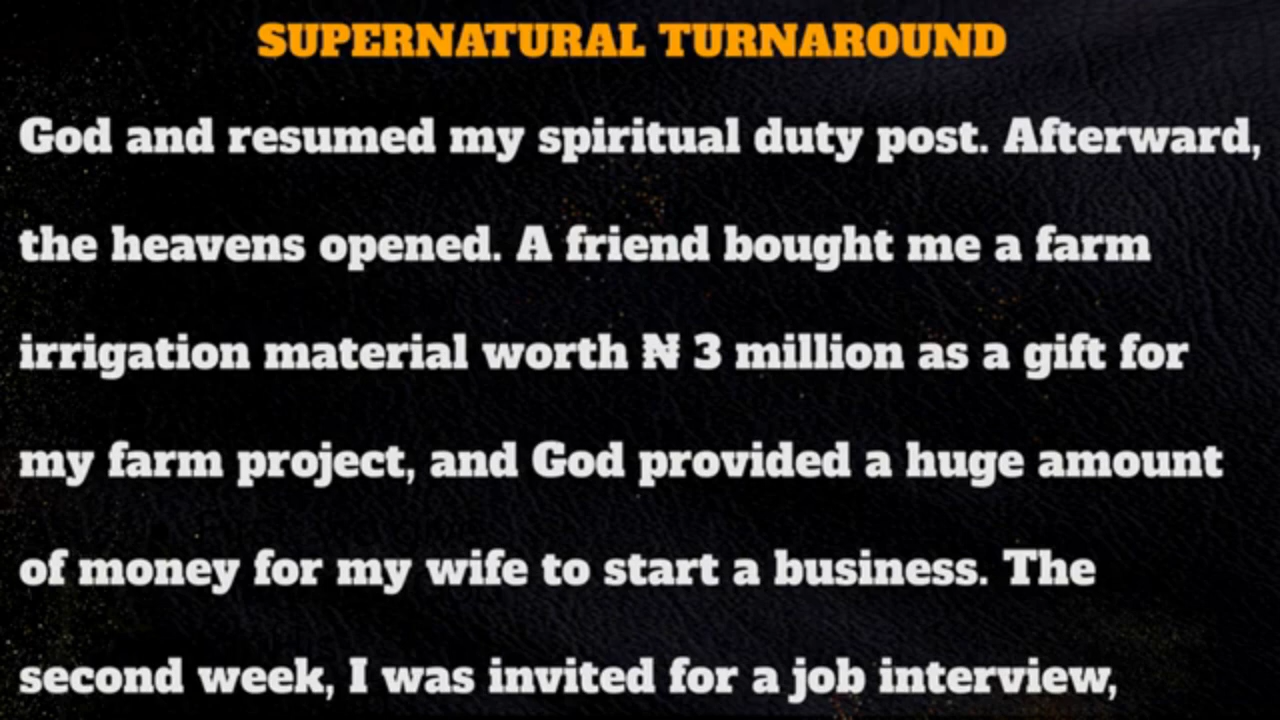 SUPERNATURAL TURNAROUND
God and resumed my spiritual duty post. Afterward,
the heavens opened. A friend bought me a farm
irrigation material worth ₦ 3 million as a gift for
my farm project, and God provided a huge amount
of money for my wife to start a business. The
second week, I was invited for a job interview,